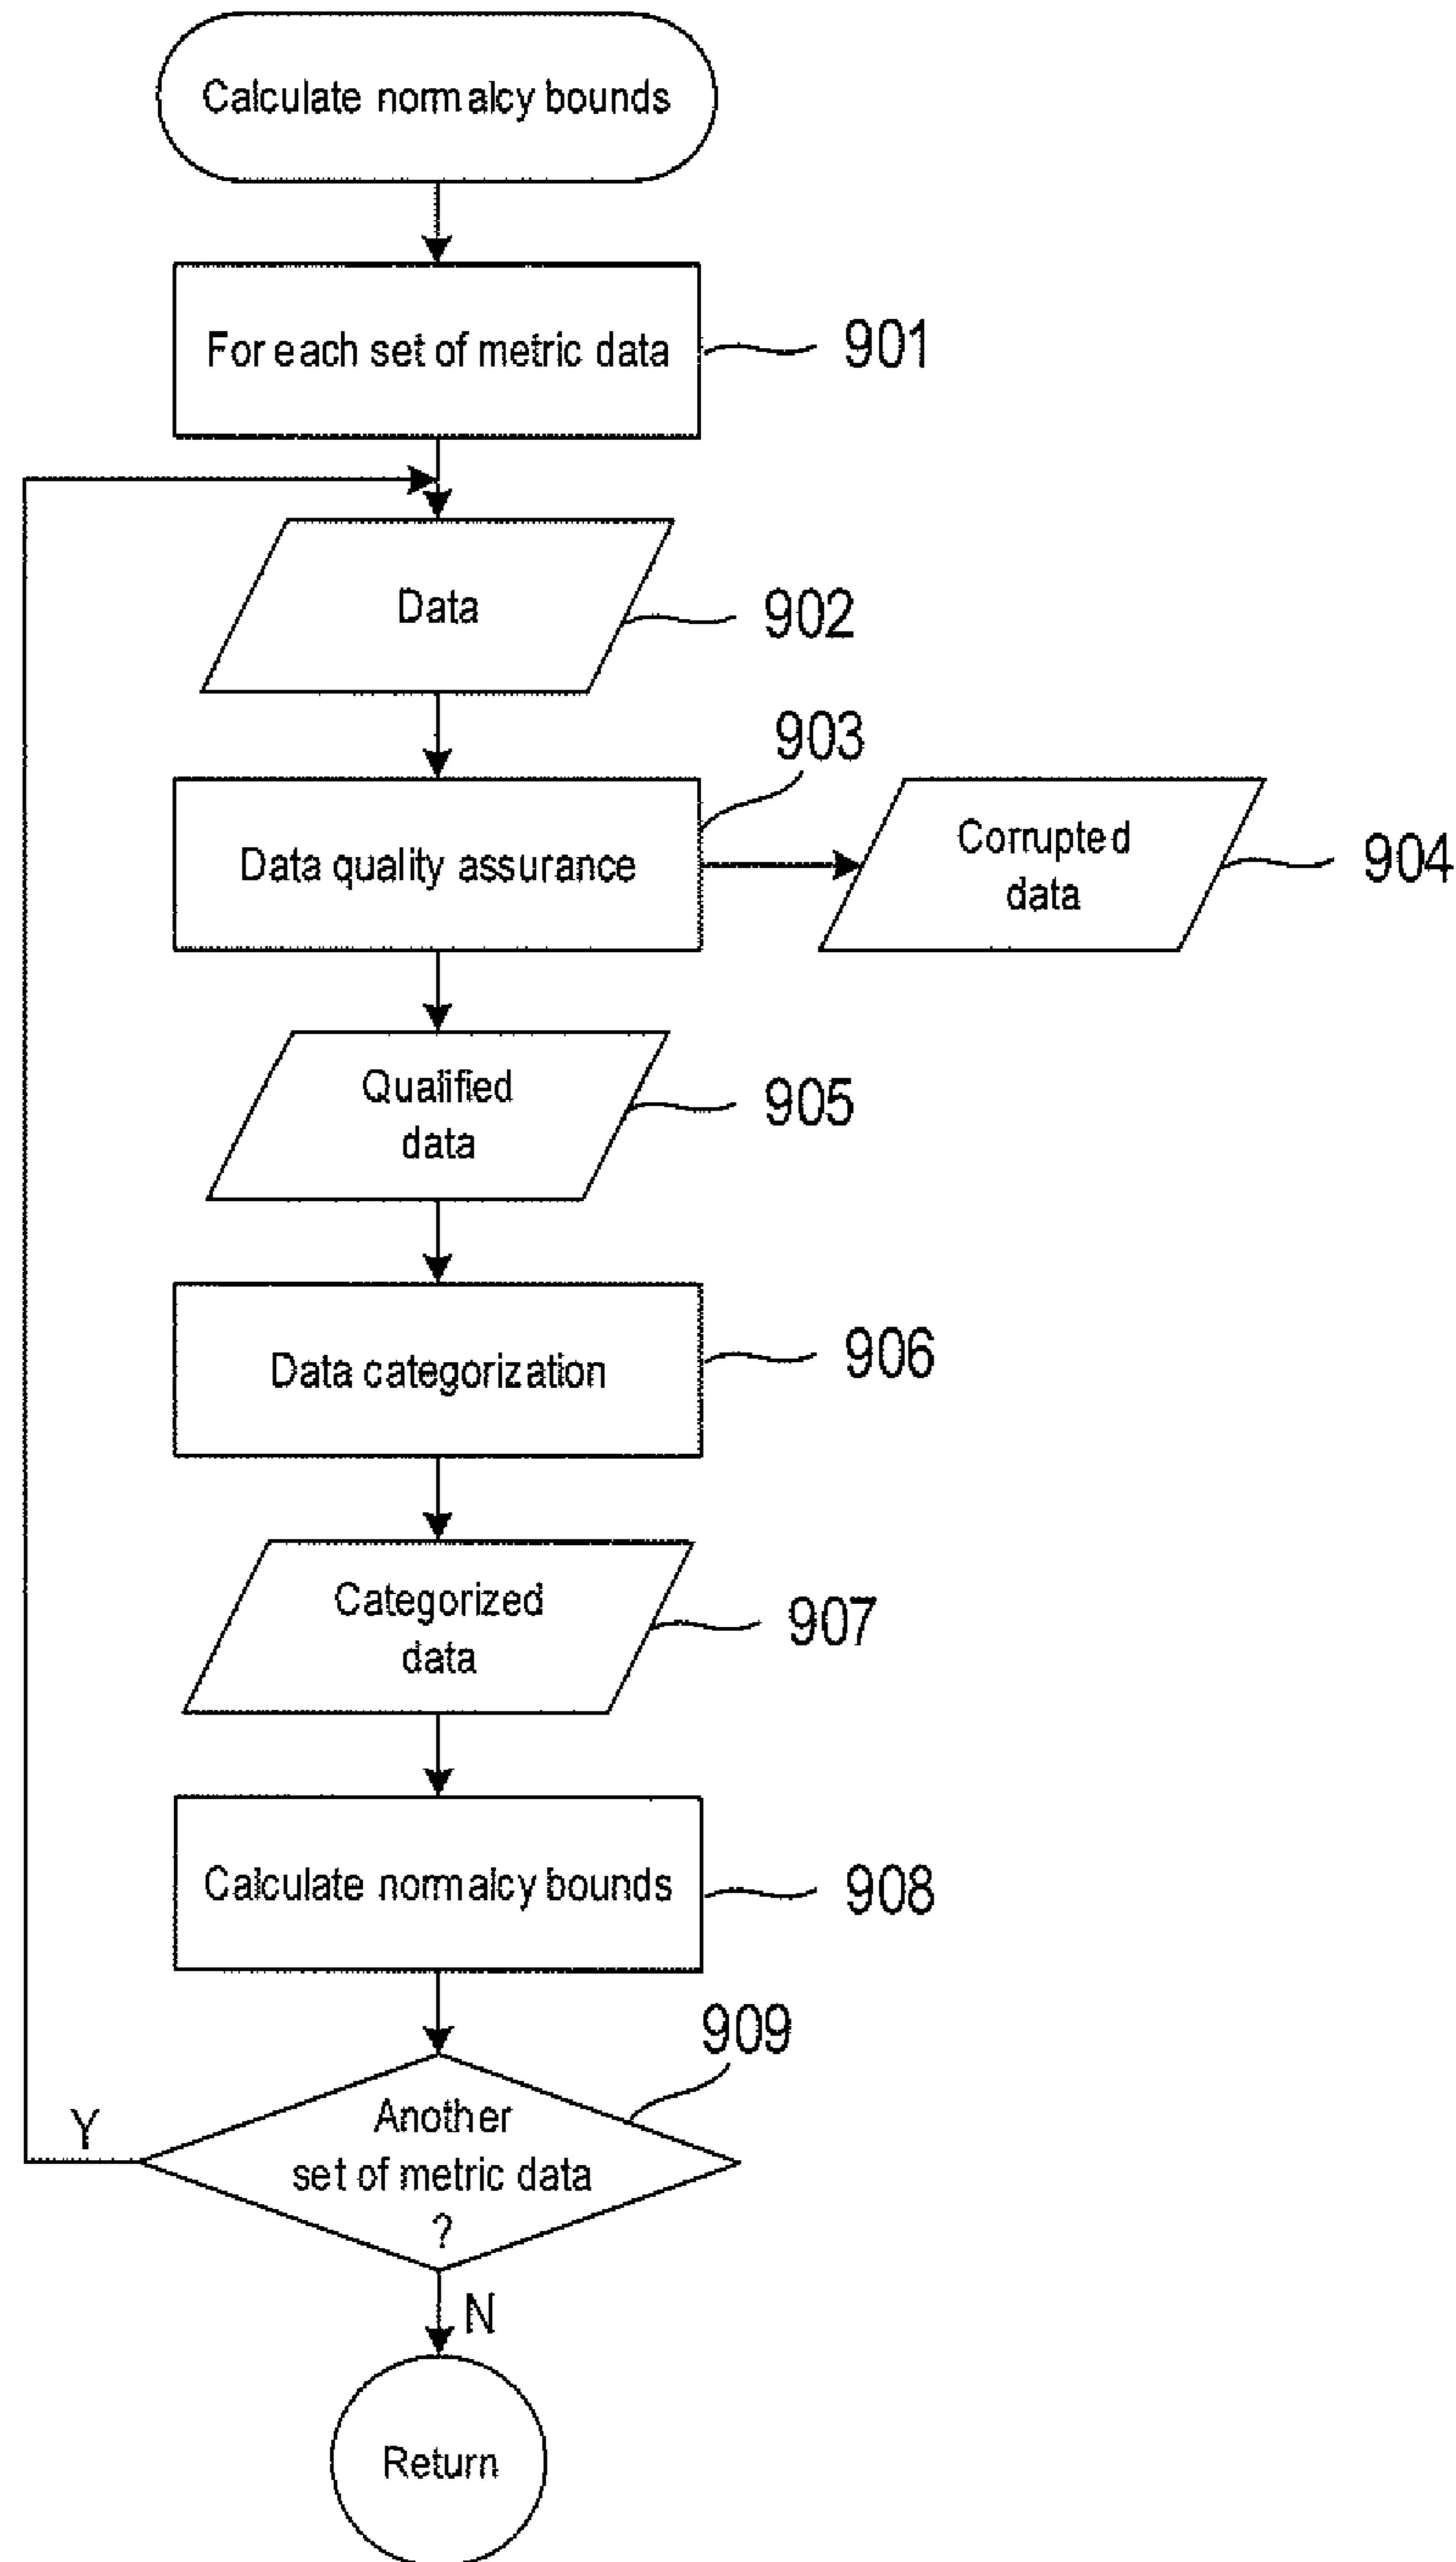 Calculate normalcy bounds
For each set of metric data
901
Data
902
903
Data quality assurance
Corrupted
data
904
Qualified
data
905
Data categorization
906
Categorized
data
907
Calculate normalcy bounds
908
909
Another
set of metric data
?
Y
N
Return